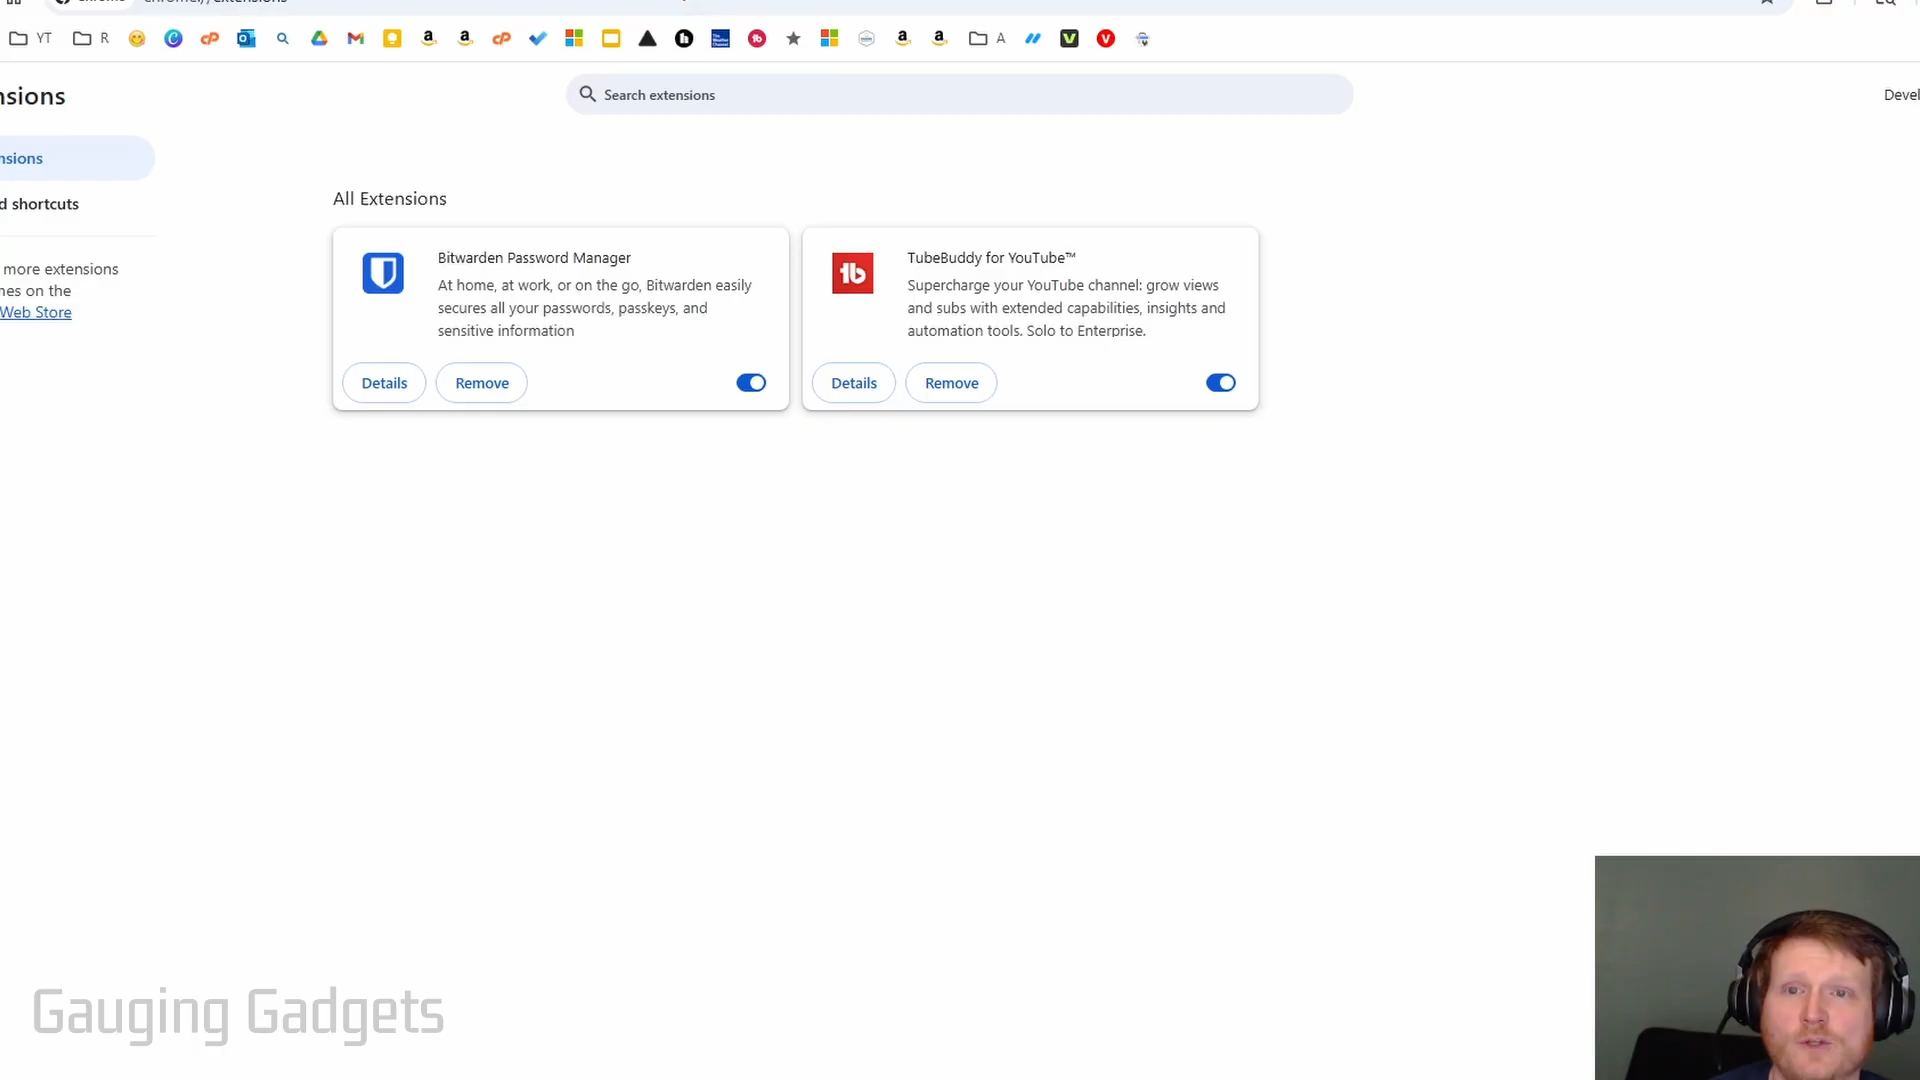 YT
R
A
nsions
Search extensions
Devel
nsions
d shortcuts
more extensions
mes on the
Web Store
All Extensions
Bitwarden Password Manager
At home, at work, or on the go, Bitwarden easily
secures all your passwords, passkeys, and
sensitive information
Details
Remove
TubeBuddy for YouTube™
Supercharge your YouTube channel: grow views
and subs with extended capabilities, insights and
automation tools. Solo to Enterprise.
Details
Remove
Gauging Gadgets